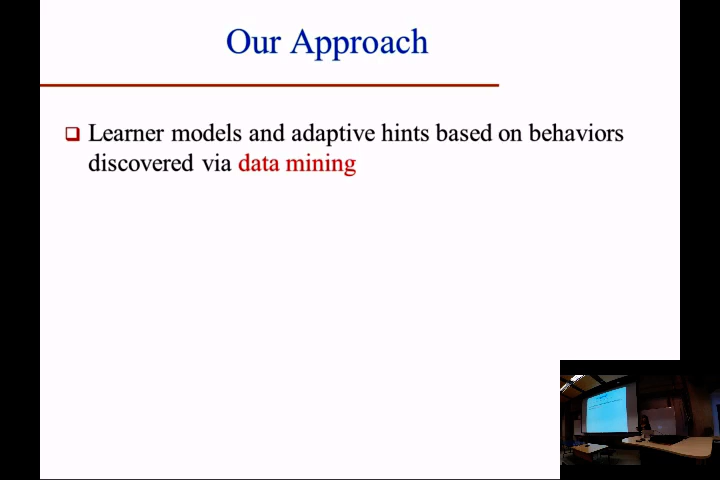 Our Approach
Learner models and adaptive hints based on behaviors
discovered via data mining